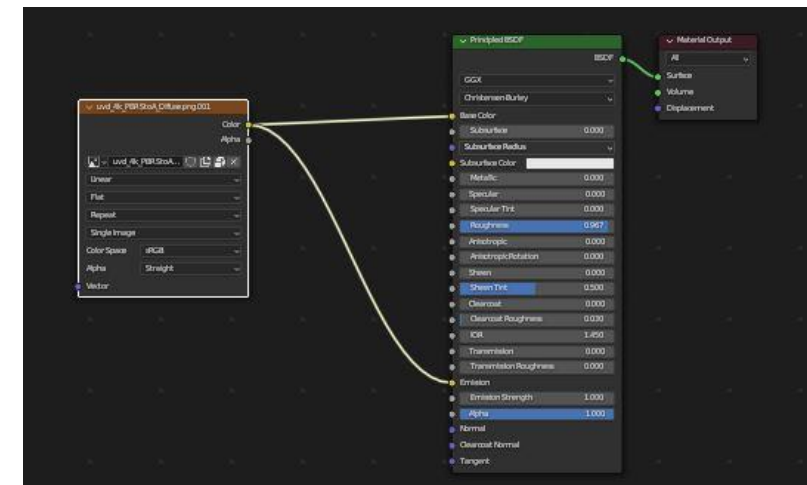 uvd_4k_PBR.StoA_Diffuse.png.001
Color
Alpha
uvd_4k_PBR.StoA...
Linear
Flat
Repeat
Single Image
Color Space sRGB
Alpha Straight
Vector
Principled BSDF
BSDF
GGX
Christensen-Burley
Base Color
Subsurface 0.000
Subsurface Radius
Subsurface Color
Metallic 0.000
Specular 0.000
Specular Tint 0.000
Roughness 0.967
Anisotropic 0.000
Anisotropic Rotation 0.000
Sheen 0.000
Sheen Tint 0.500
Clearcoat 0.000
Clearcoat Roughness 0.030
IOR 1.450
Transmission 0.000
Transmission Roughness 0.000
Emission
Emission Strength 1.000
Alpha 1.000
Normal
Clearcoat Normal
Tangent
Material Output
All
Surface
Volume
Displacement